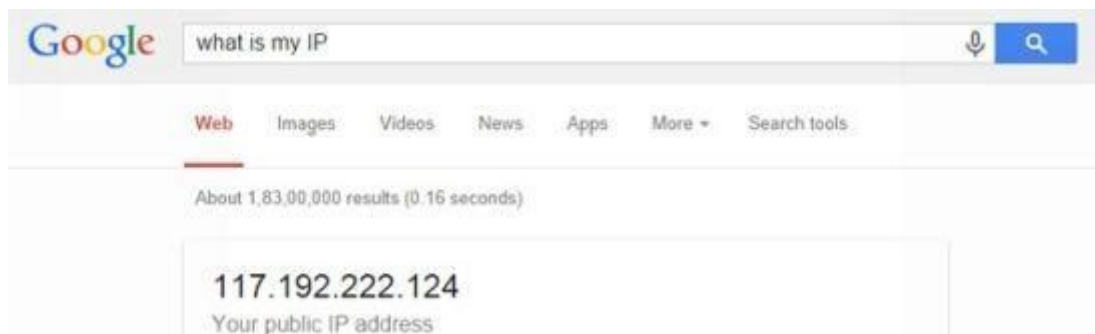 Google what is my IP
Web Images Videos News Apps More Search tools
About 1,83,00,000 results (0.16 seconds)
117.192.222.124
Your public IP address